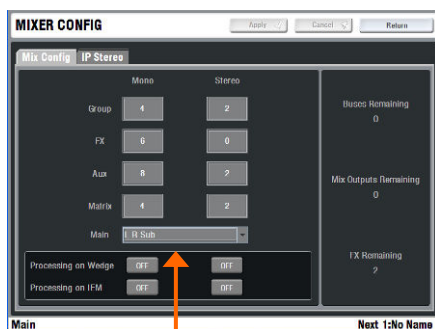 MIXER CONFIG
Apply Cancel Return
Mix Config IP Stereo
Mono Stereo
Group 4 2
Buses Remaining
0
FX 6 0
Aux 8 2
Mix Outputs Remaining
0
Matrix 4 2
Main L R Sub
FX Remaining
2
Processing on Wedge OFF OFF
Processing on IEM OFF OFF
Main Next 1:No Name